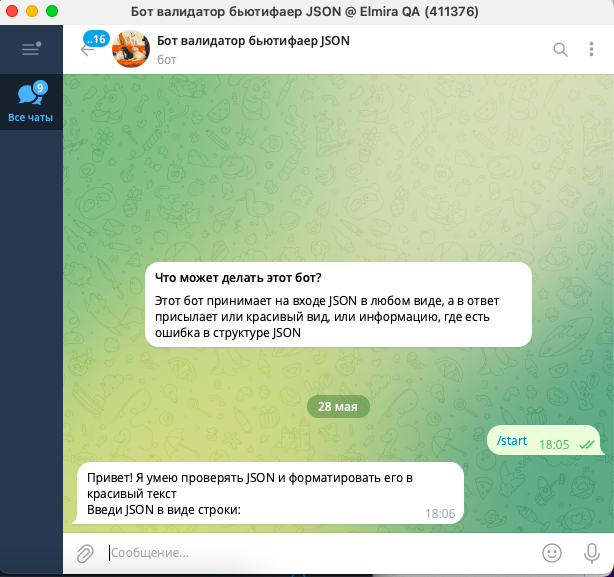 Бот валидатор бьютифаер JSON @ Elmira QA (411376)
..16
Бот валидатор бьютифаер JSON
бот
9
Все чаты
Что может делать этот бот?
Этот бот принимает на входе JSON в любом виде, а в ответ
присылает или красивый вид, или информацию, где есть
ошибка в структуре JSON
28 мая
/start 18:05
Привет! Я умею проверять JSON и форматировать его в
красивый текст
Введи JSON в виде строки:
18:06
Сообщение...